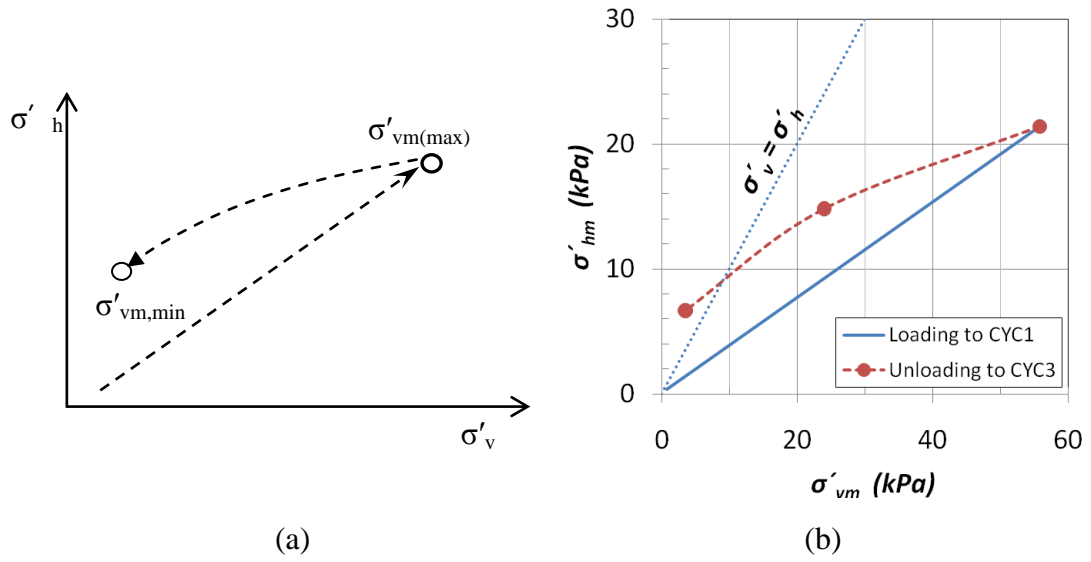 σ′ h
σ′vm(max)
σ′vm,min
σ′v
(a)
30
20
10
0
0
20
40
60
σ´v = σ´h
σ´hm (kPa)
Loading to CYC1
Unloading to CYC3
σ´vm (kPa)
(b)